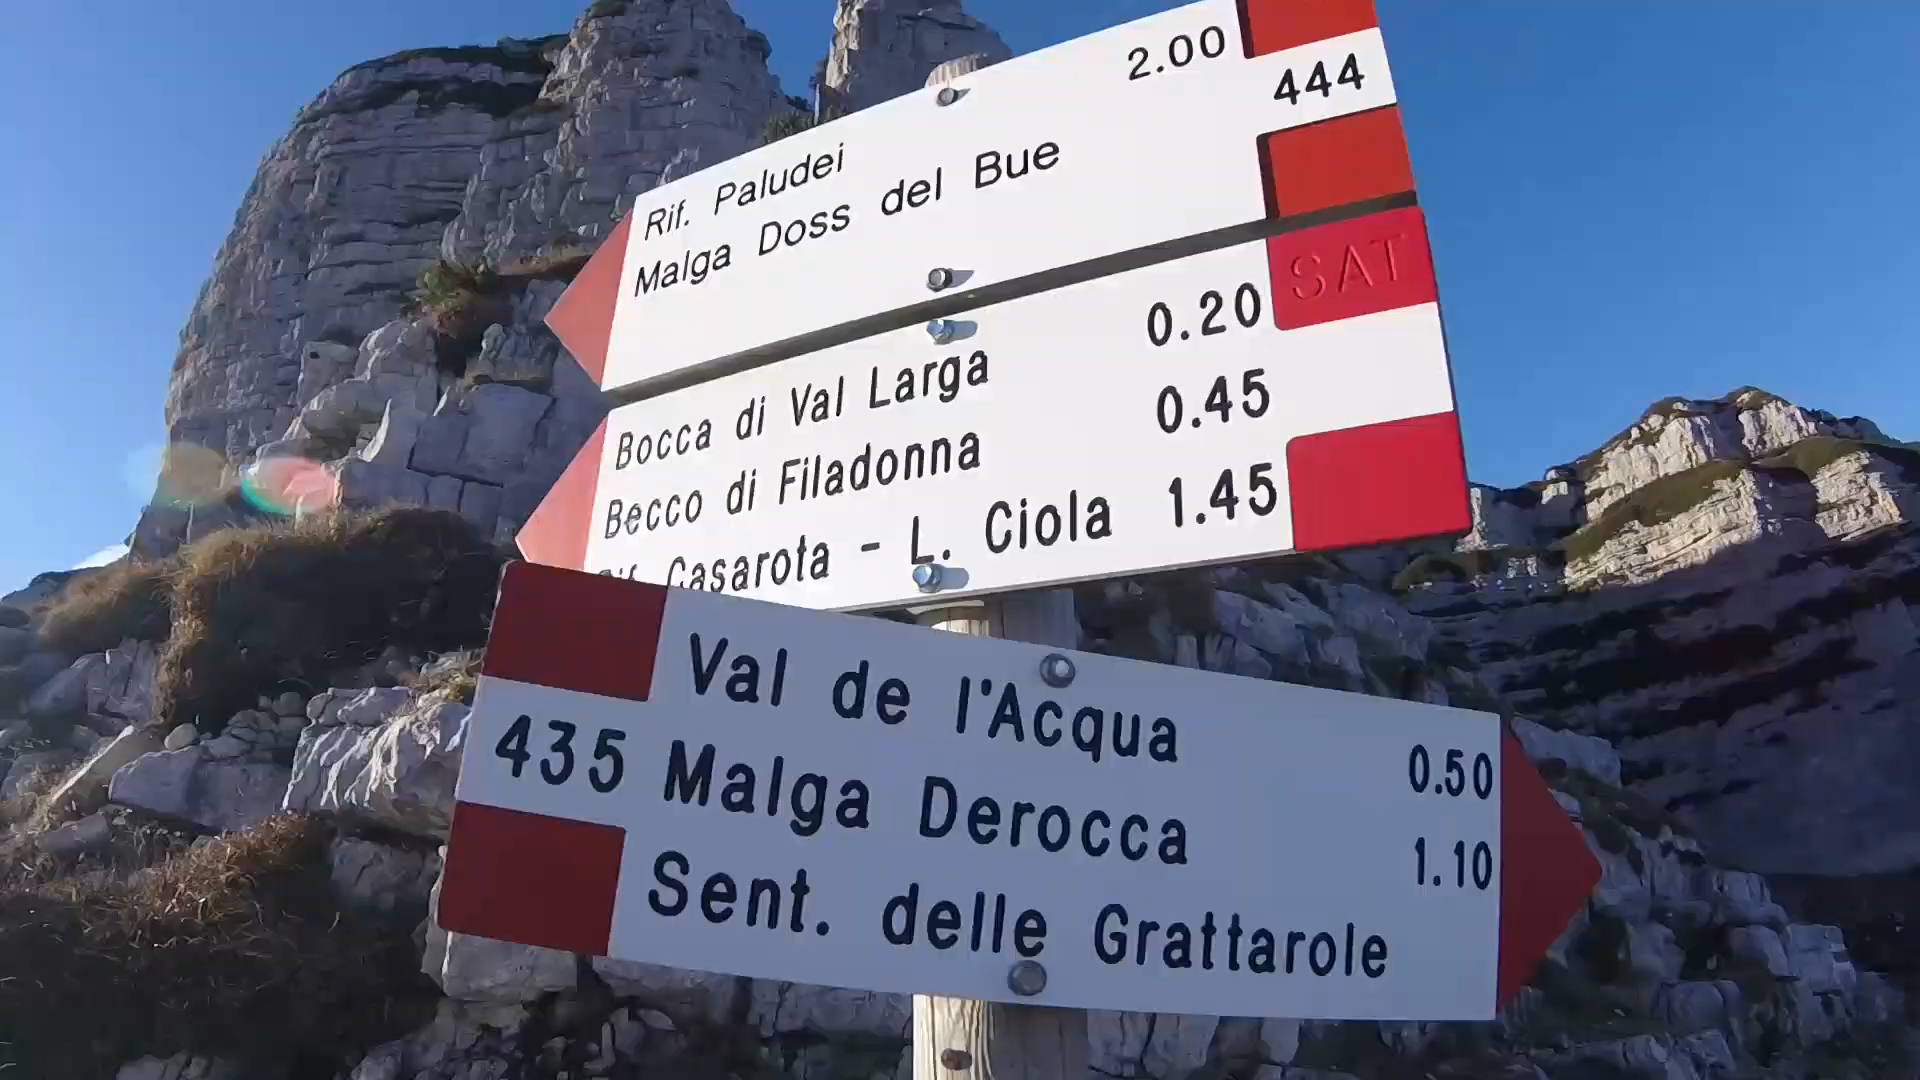 Rif. Paludei 2.00
Malga Doss del Bue 444
SAT
Bocca di Val Larga 0.20
Becco di Filadonna 0.45
Casarota - L. Ciola 1.45
Val de l'Acqua 0.50
435 Malga Derocca 1.10
Sent. delle Grattarole